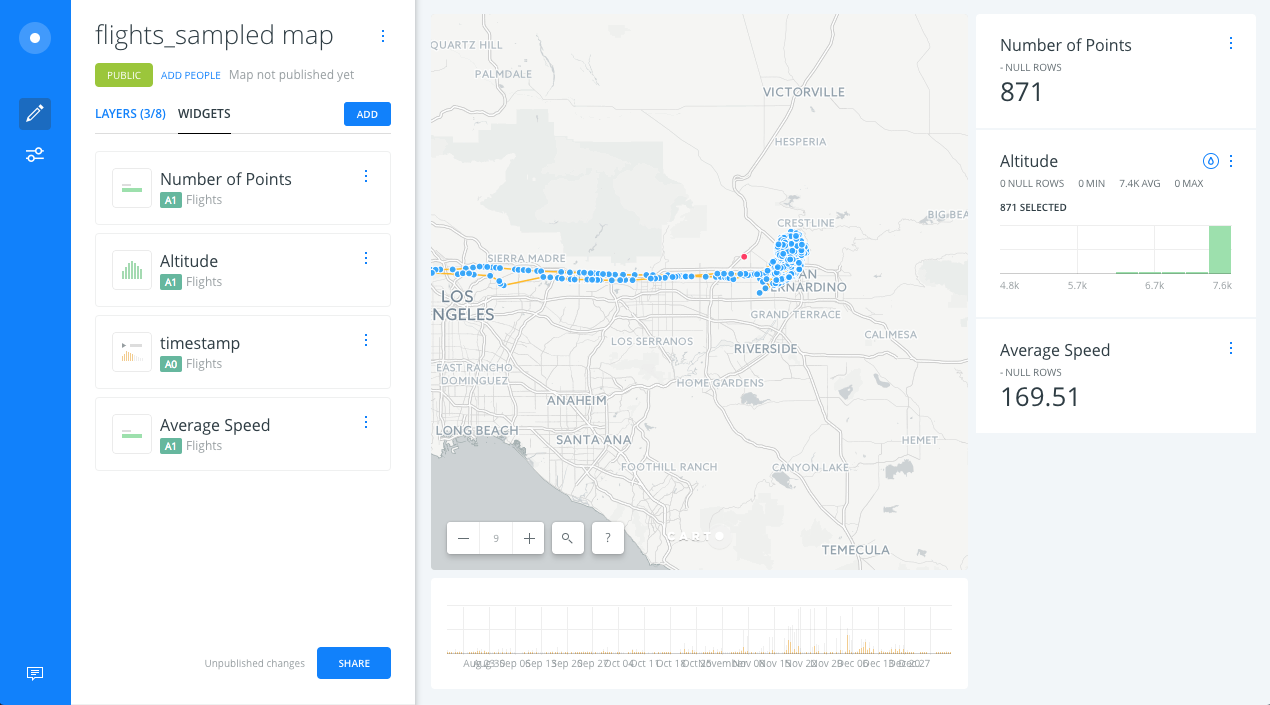 flights_sampled map
PUBLIC ADD PEOPLE Map not published yet
LAYERS (3/8) WIDGETS ADD
Number of Points
A1 Flights
Altitude
A1 Flights
timestamp
A0 Flights
Average Speed
A1 Flights
Unpublished changes SHARE
QUARTZ HILL
PALMDALE
VICTORVILLE
HESPERIA
CRESTLINE
BIG BEA
SIERRA MADRE
AN
ERNARDINO
LOS
NGELES
GRAND TERRACE
CALIMESA
LOS SERRANOS
RIVERSIDE
EAST RANCHO
DOMINGUEZ
HOME GARDENS
ANAHEIM
LONG BEACH
SANTA ANA
HEMET
FOOTHILL RANCH
CANYON LAKE
9
?
CARTO
TEMECULA
Sep 06 Sep 13 Sep 20 Sep 27 Oct 04 Oct 11 Oct 18 Oct 25 November Nov 08 Nov 15 Nov 22 Nov 29 Dec 06 Dec 13 Dec 20 27
Number of Points
- NULL ROWS
871
Altitude
0 NULL ROWS 0 MIN 7.4K AVG 0 MAX
871 SELECTED
4.8k 5.7k 6.7k 7.6k
Average Speed
- NULL ROWS
169.51